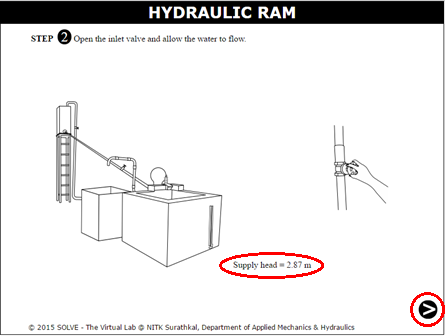 HYDRAULIC RAM
STEP 2 Open the inlet valve and allow the water to flow.
Supply head = 2.87 m
© 2015 SOLVE - The Virtual Lab @ NITK Surathkal, Department of Applied Mechanics & Hydraulics